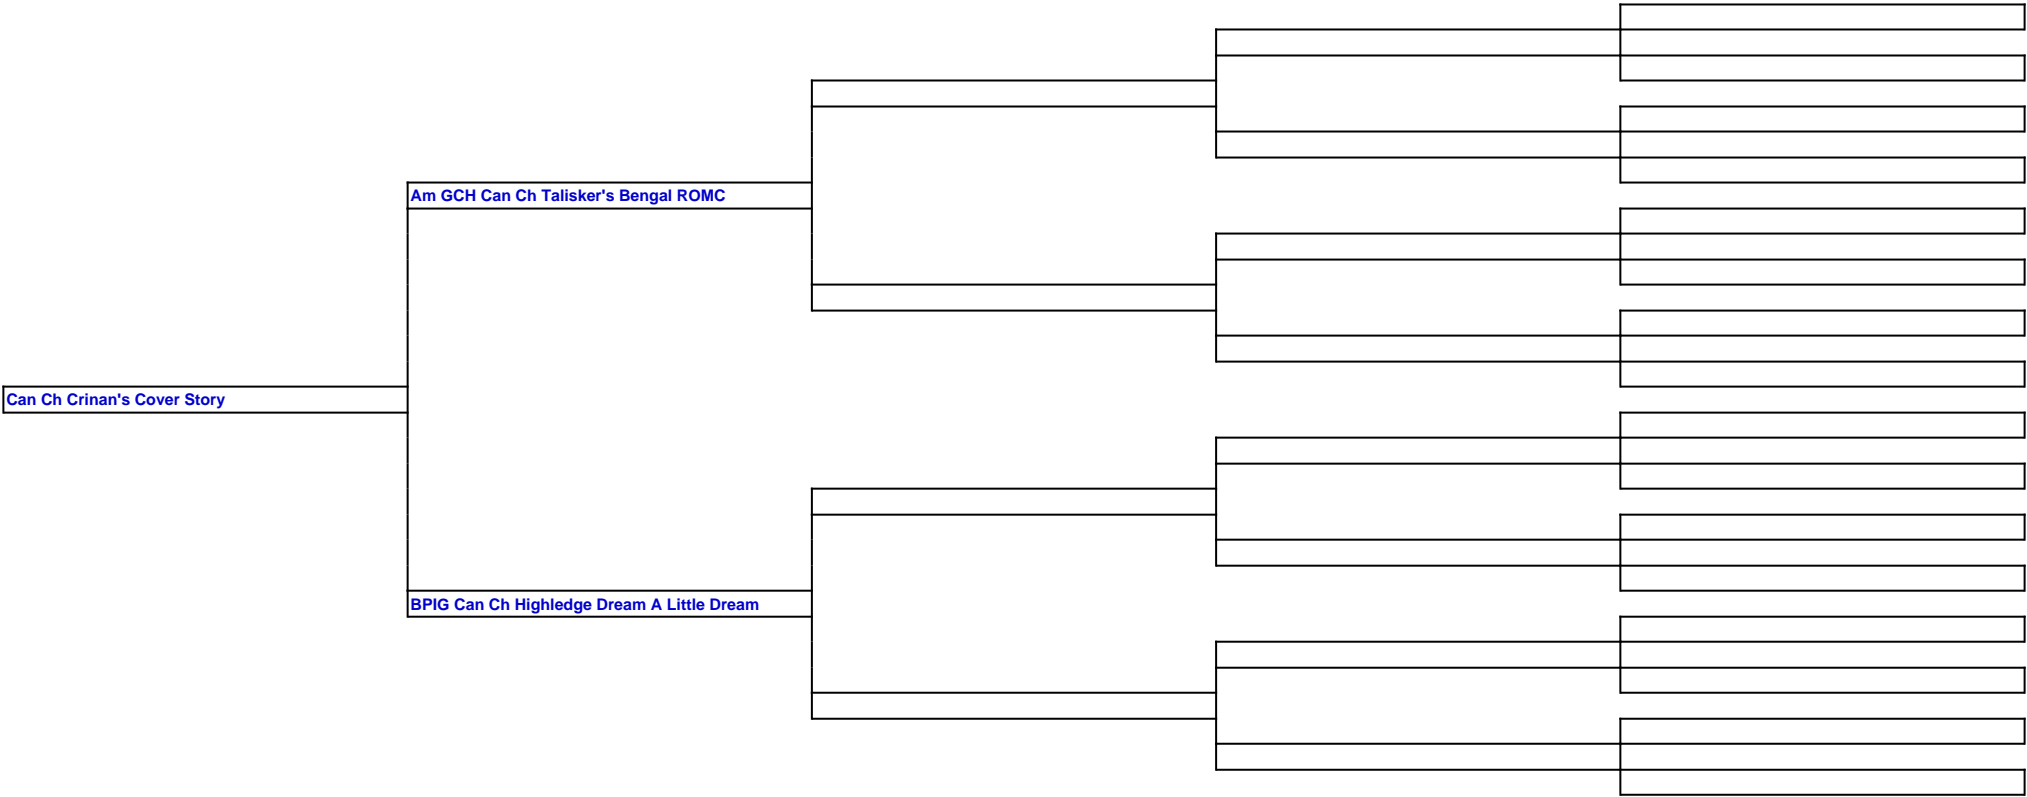 Am GCH Can Ch Talisker's Bengal ROMC
Can Ch Crinan's Cover Story
BPIG Can Ch Highledge Dream A Little Dream